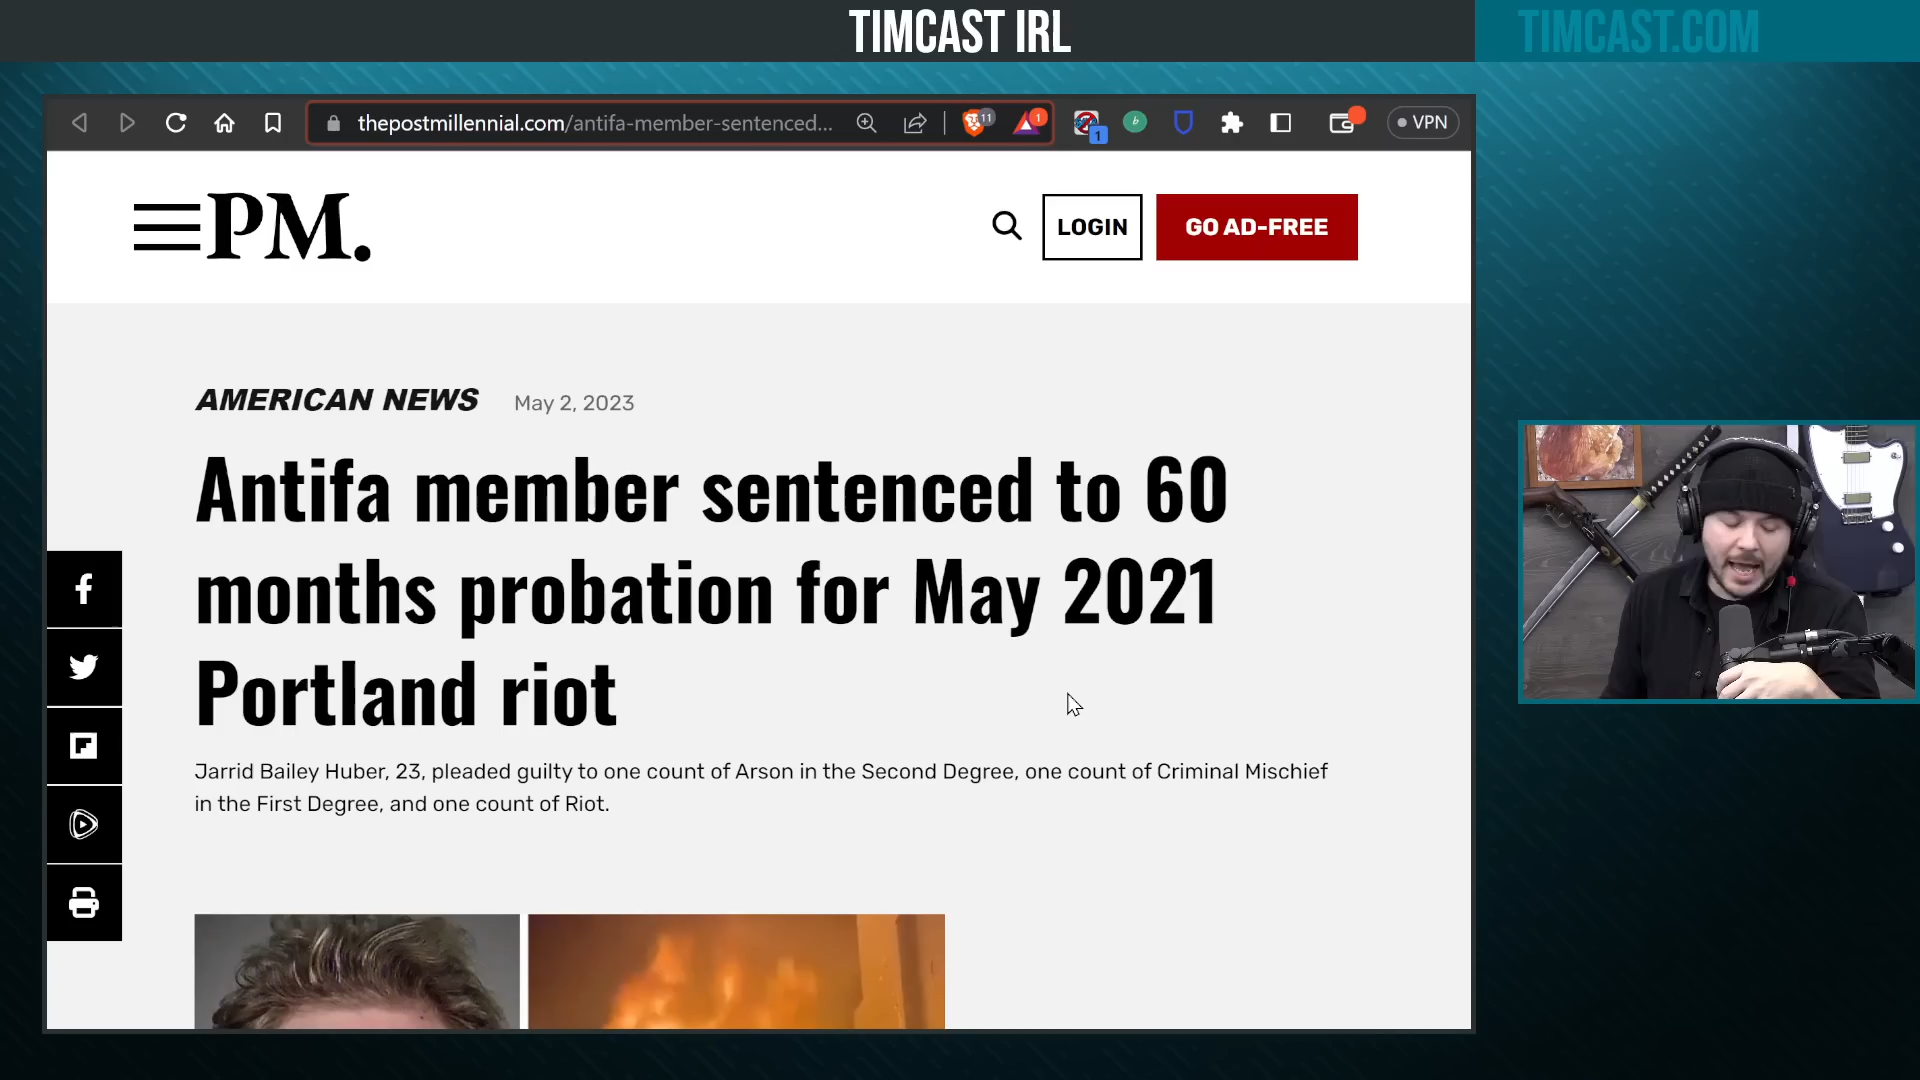 TIMCAST IRL
TIMCAST.COM
thepostmillennial.com/antifa-member-sentenced...
11
1
1
b
VPN
PM.
LOGIN
GO AD-FREE
AMERICAN NEWS
May 2, 2023
Antifa member sentenced to 60
months probation for May 2021
Portland riot
Jarrid Bailey Huber, 23, pleaded guilty to one count of Arson in the Second Degree, one count of Criminal Mischief
in the First Degree, and one count of Riot.